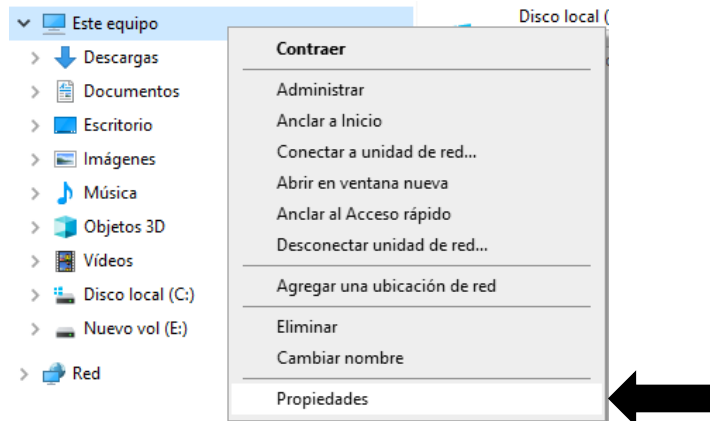 Este equipo
Descargas
Documentos
Escritorio
Imágenes
Música
Objetos 3D
Vídeos
Disco local (C:)
Nuevo vol (E:)
Red
Disco local (
Contraer
Administrar
Anclar a Inicio
Conectar a unidad de red...
Abrir en ventana nueva
Anclar al Acceso rápido
Desconectar unidad de red...
Agregar una ubicación de red
Eliminar
Cambiar nombre
Propiedades